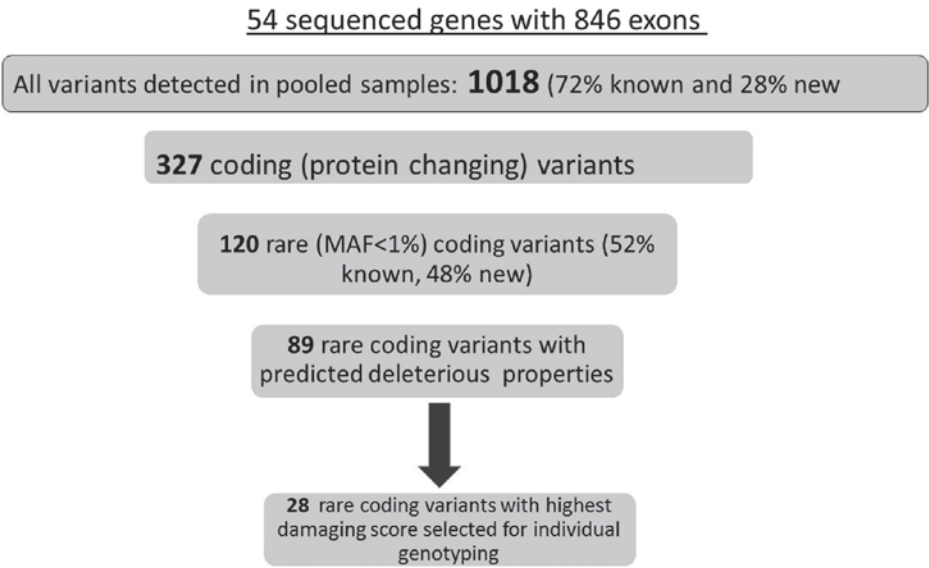 54 sequenced genes with 846 exons
All variants detected in pooled samples: 1018 (72% known and 28% new
327 coding (protein changing) variants
120 rare (MAF<1%) coding variants (52%
known, 48% new)
89 rare coding variants with
predicted deleterious properties
28 rare coding variants with highest
damaging score selected for individual
genotyping